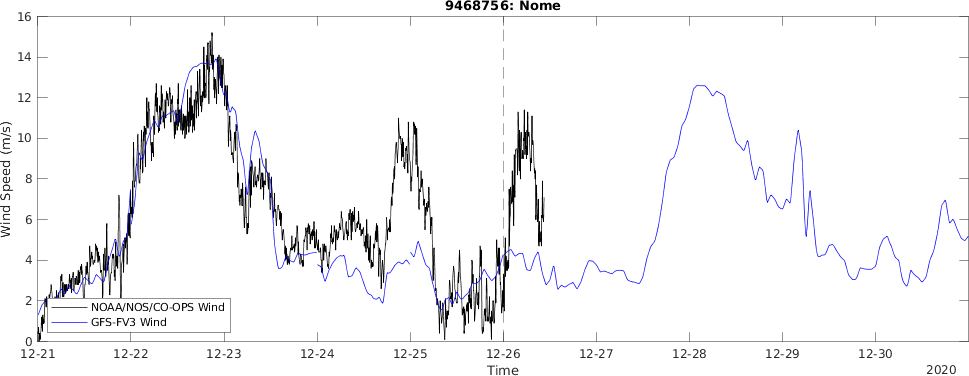 9468756: Nome
16
14
12
10
8
6
4
2
0
Wind Speed (m/s)
NOAA/NOS/CO-OPS Wind
GFS-FV3 Wind
12-21 12-22 12-23 12-24 12-25 12-26 12-27 12-28 12-29 12-30
Time
2020